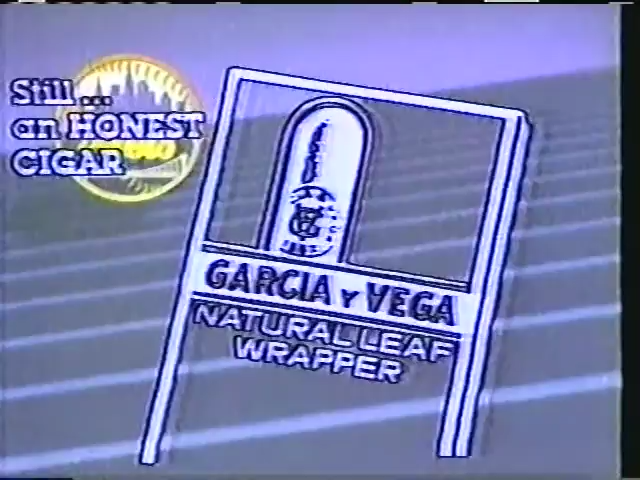 Still...
an HONEST
CIGAR
GARCIA Y VEGA
NATURAL LEAF
WRAPPER